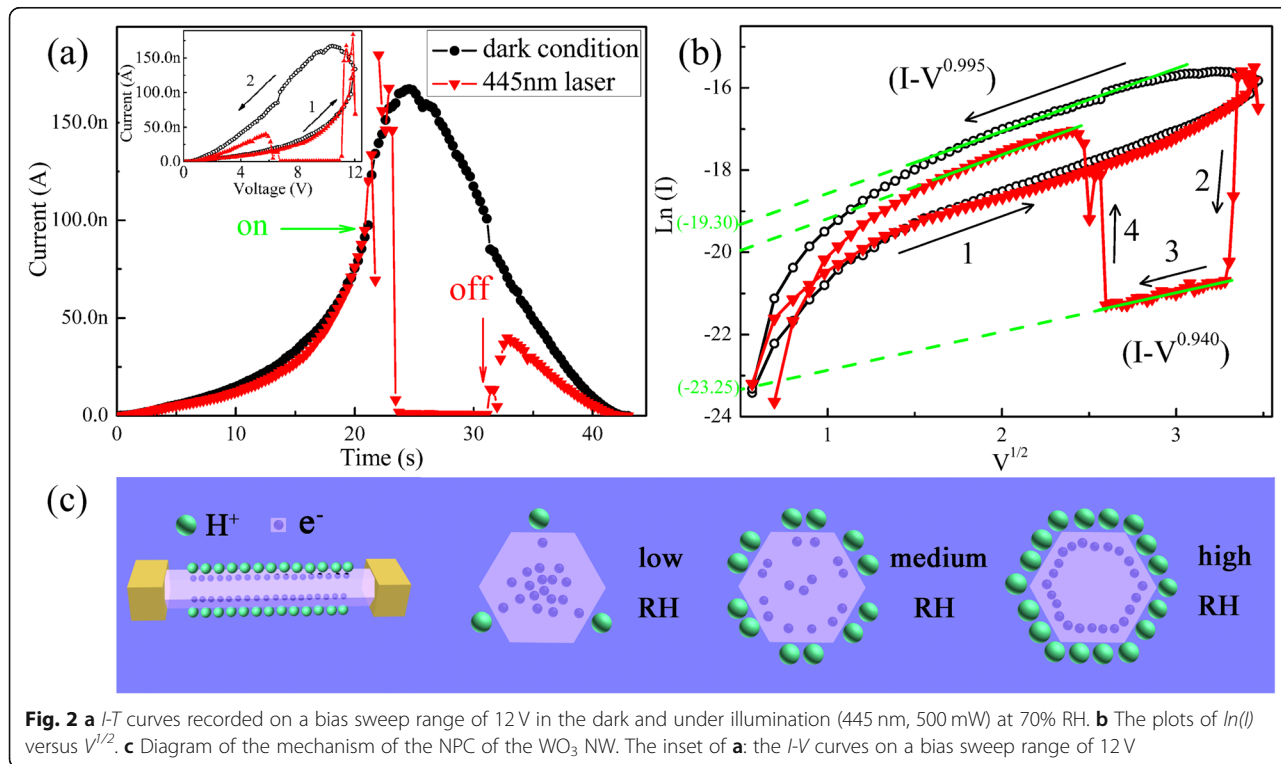 (a)
dark condition
445nm laser
150.0n
100.0n
50.0n
0.0
Current (A)
0 10 20 30 40
Time (s)
on
off
150.0n
100.0n
50.0n
0.0
Current (A)
0 4 8 12
Voltage (V)
2
1
(b)
(I-V^0.995)
-16
-18
-20
-22
-24
Ln (I)
(-19.30)
(-23.25)
1
2
3
4
(I-V^0.940)
1 2 3
V^1/2
(c)
H⁺ e⁻
low
RH
medium
RH
high
RH
Fig. 2 a I-T curves recorded on a bias sweep range of 12 V in the dark and under illumination (445 nm, 500 mW) at 70% RH. b The plots of ln(I)
versus V^1/2. c Diagram of the mechanism of the NPC of the WO₃ NW. The inset of a: the I-V curves on a bias sweep range of 12 V